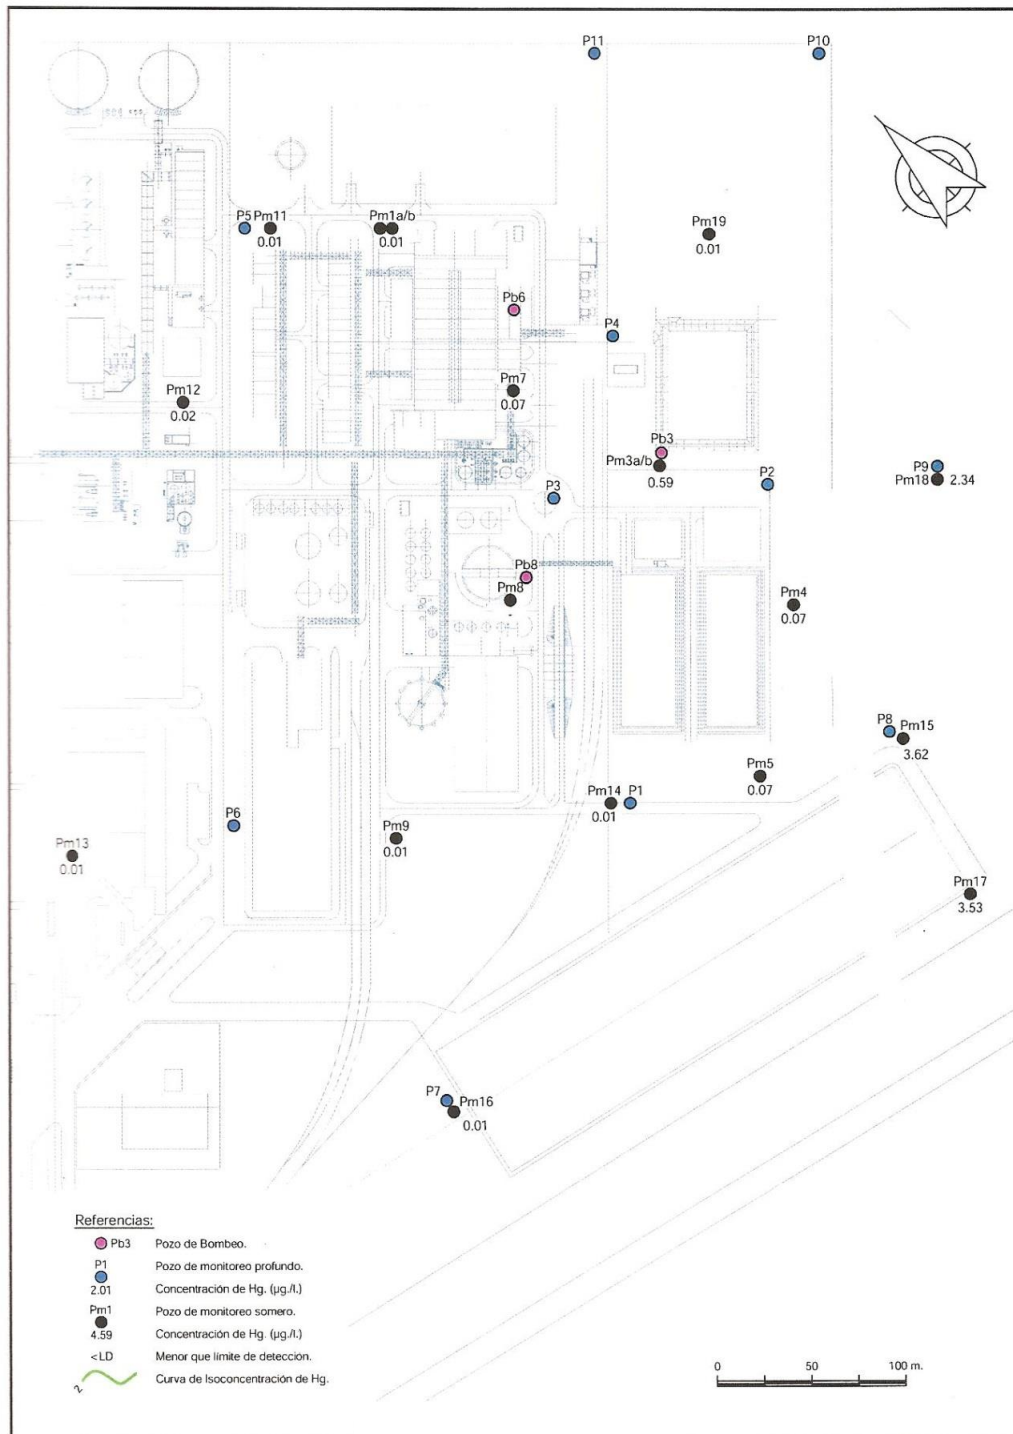 P11
P10
P5
Pm11
0.01
Pm1a/b
0.01
Pm19
0.01
Pb6
P4
Pm12
0.02
Pm7
0.07
Pb3
Pm3a/b
0.59
P9
Pm18 2.34
P3
P2
Pb8
Pm8
Pm4
0.07
P8
Pm15
3.62
Pm5
0.07
Pm14
0.01
P1
P6
Pm13
0.01
Pm9
0.01
Pm17
3.53
P7
Pm16
0.01
Referencias:
Pb3 Pozo de Bombeo.
P1 Pozo de monitoreo profundo.
2.01 Concentración de Hg. (µg./l.)
Pm1 Pozo de monitoreo somero.
4.59 Concentración de Hg. (µg./l.)
<LD Menor que límite de detección.
2 Curva de Isoconcentración de Hg.
0 50 100 m.